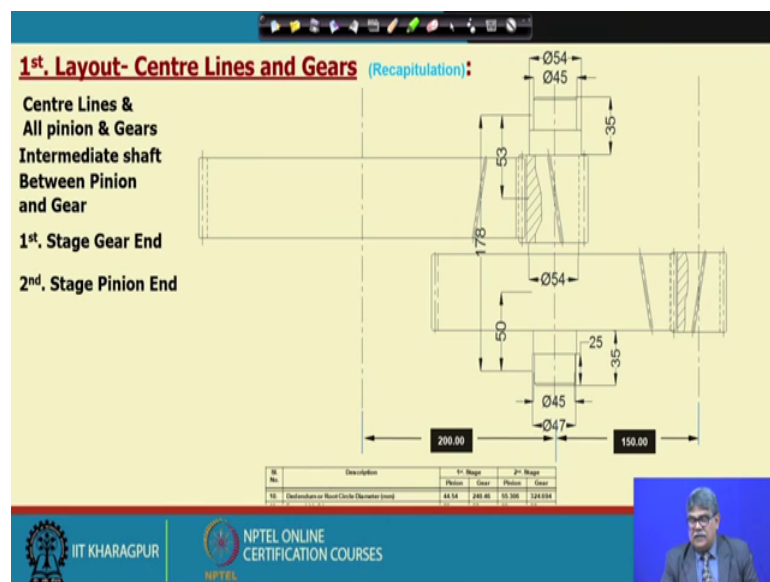 1st. Layout- Centre Lines and Gears (Recapitulation):
Centre Lines &
All pinion & Gears
Intermediate shaft
Between Pinion
and Gear
1st. Stage Gear End
2nd. Stage Pinion End
Ø54
Ø45
35
53
178
Ø54
50
25
35
Ø45
Ø47
200.00
150.00
Sl. No. Description 1st. Stage 2nd. Stage
Pinion Gear Pinion Gear
10. Dedendum or Root Circle Diameter (mm) 44.54 240.46 55.306 324.694
IIT KHARAGPUR
NPTEL ONLINE
CERTIFICATION COURSES
NPTEL